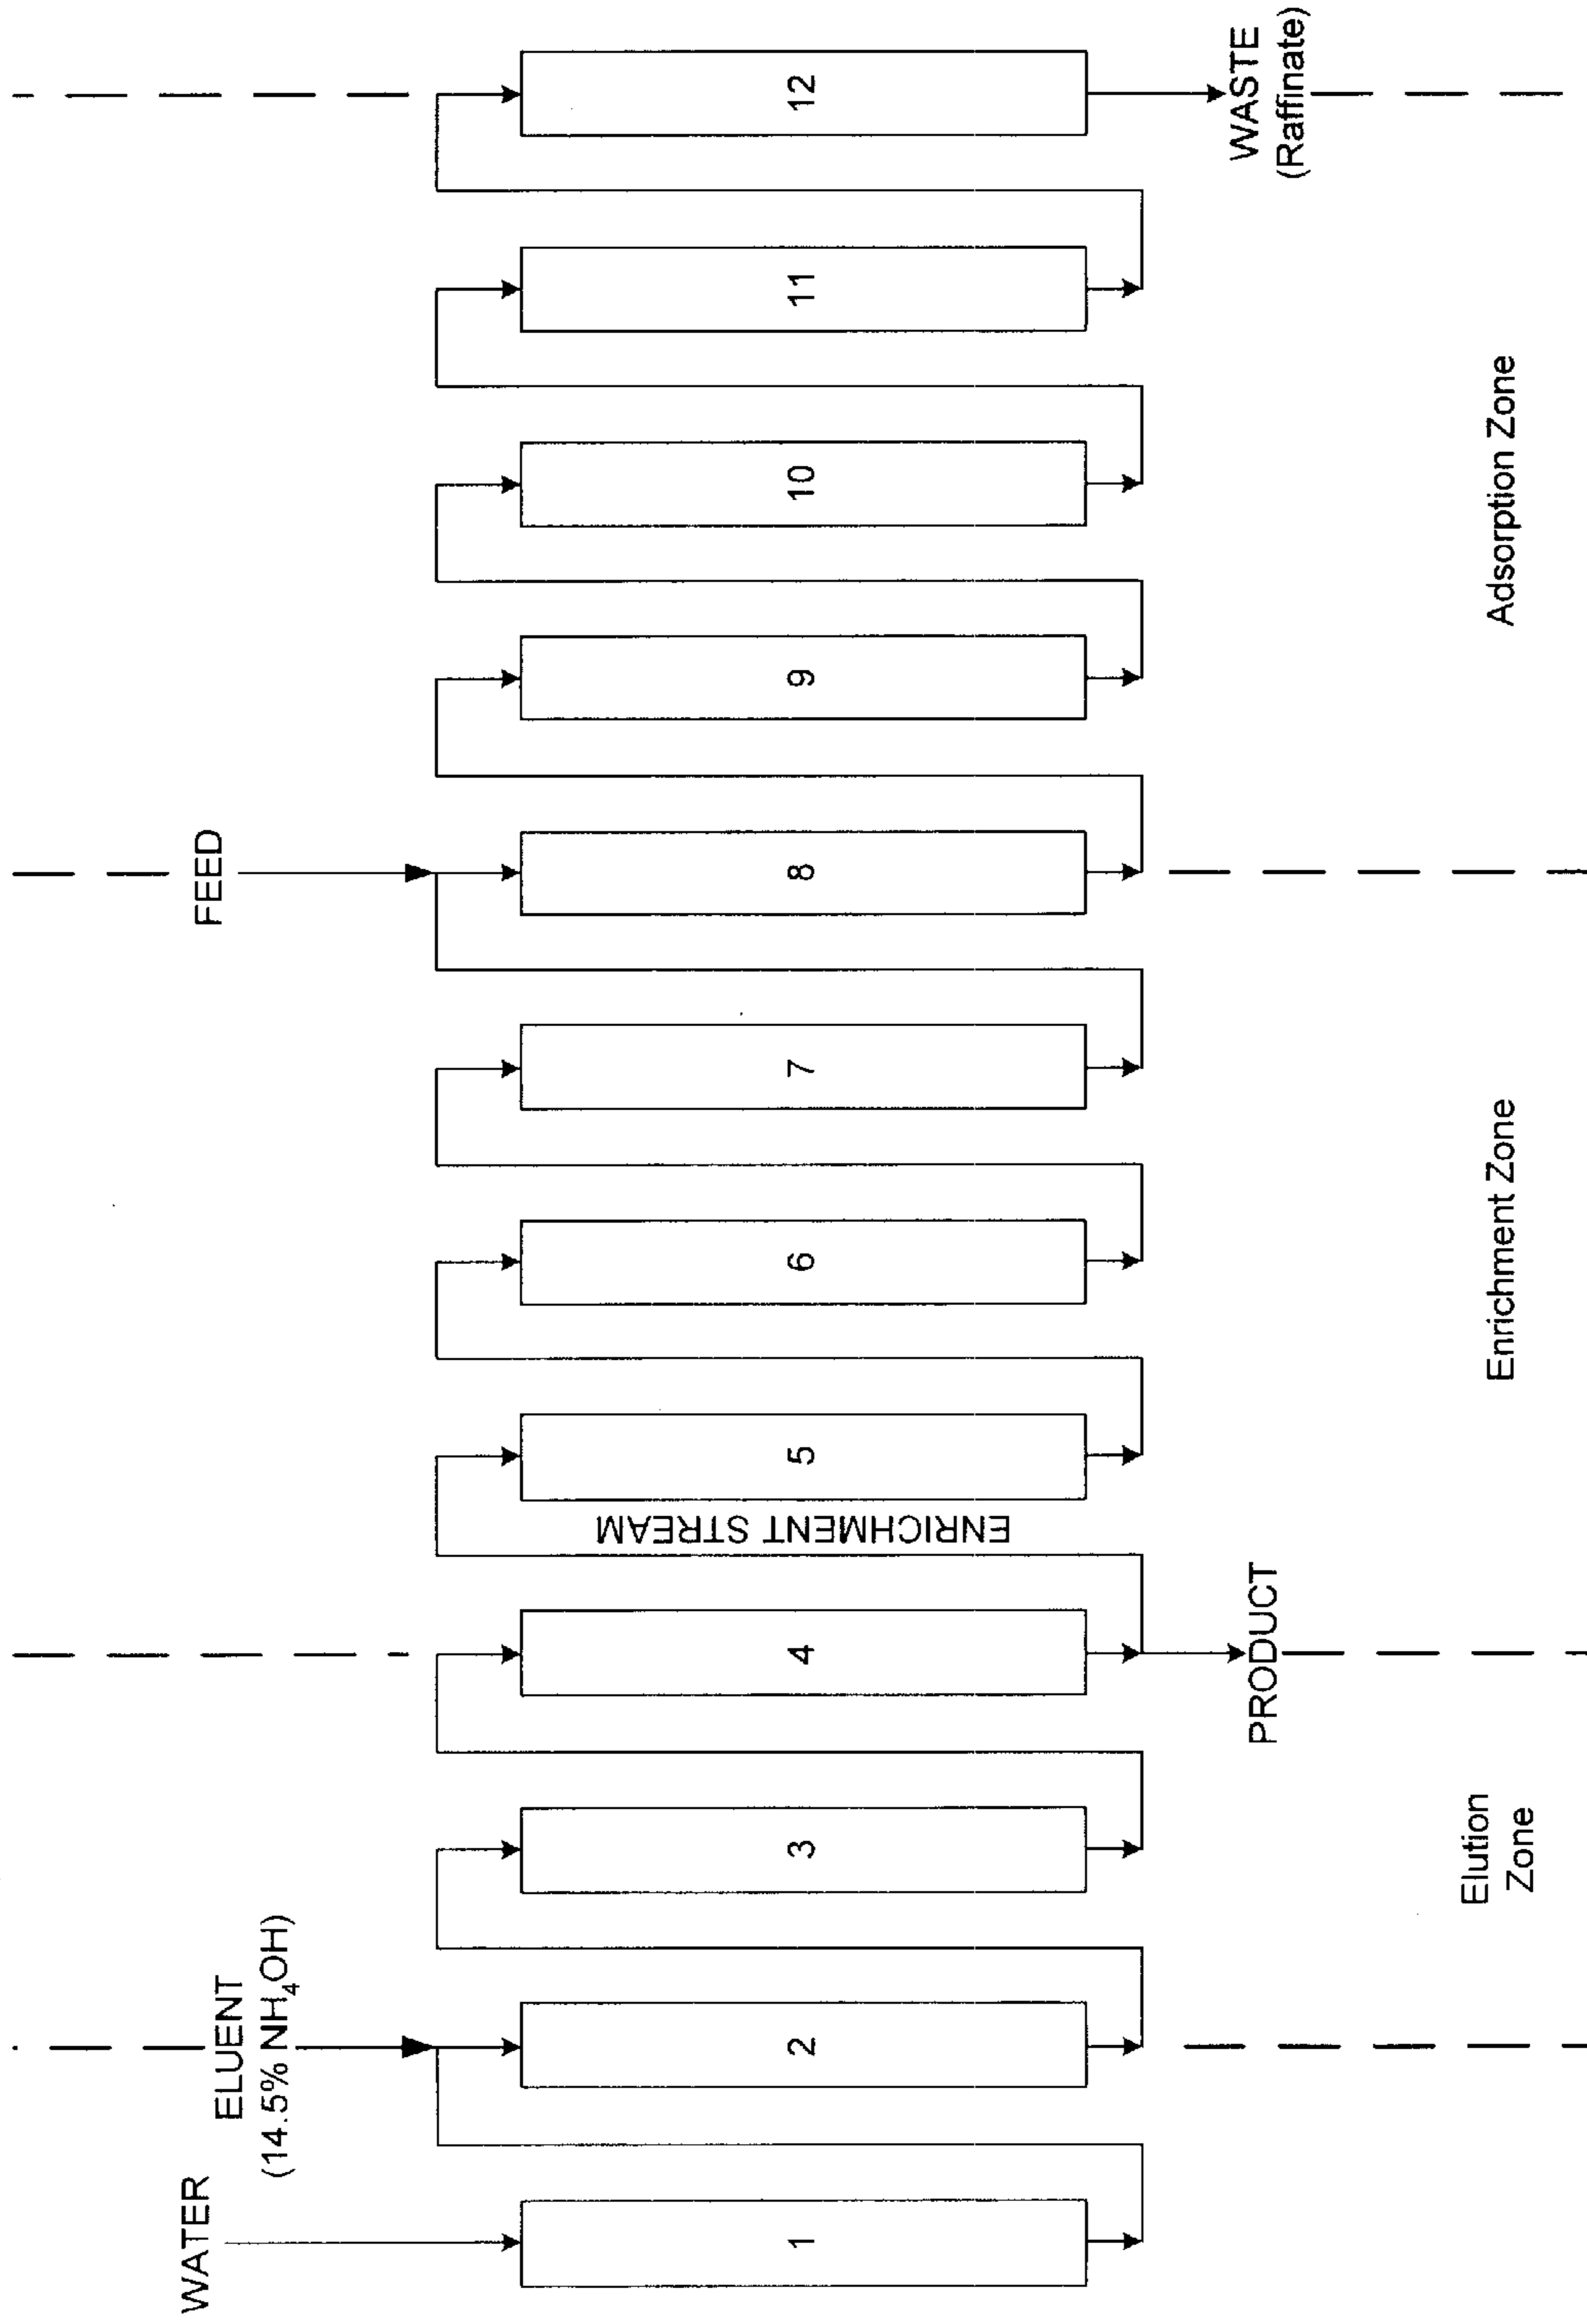 WATER
ELUENT
(14.5% NH₄OH)
FEED
1
2
3
4
ENRICHMENT STREAM
5
6
7
8
9
10
11
12
PRODUCT
WASTE
(Raffinate)
Elution
Zone
Enrichment Zone
Adsorption Zone